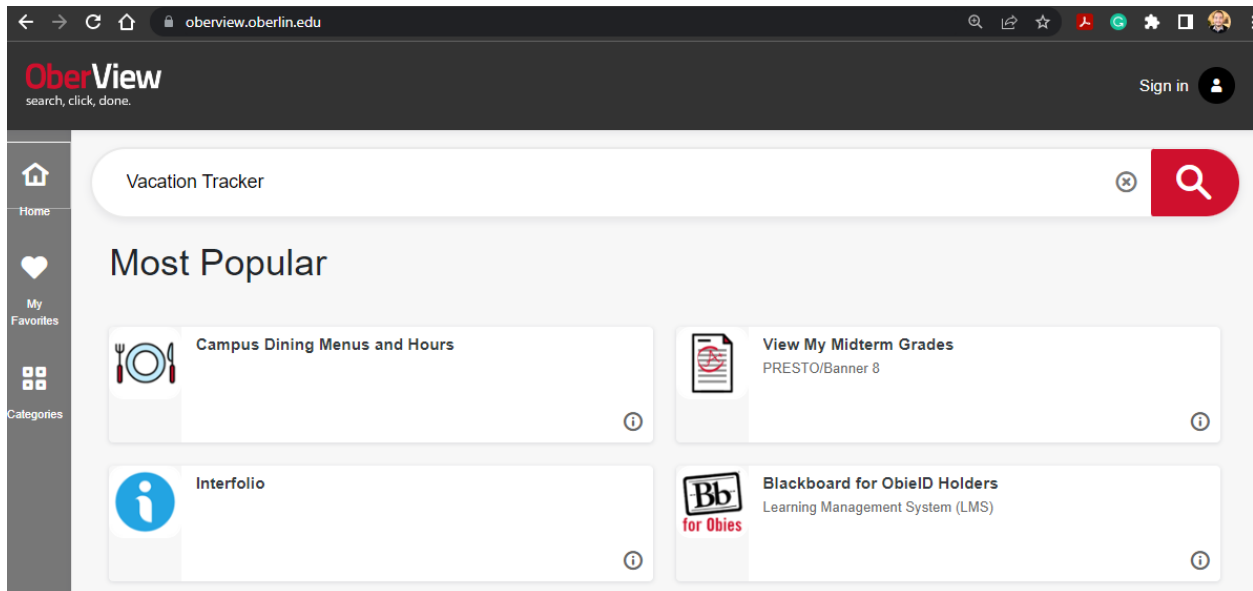 oberview.oberlin.edu
OberView
search, click, done.
Sign in
Home
My
Favorites
Categories
Vacation Tracker
Most Popular
Campus Dining Menus and Hours
View My Midterm Grades
PRESTO/Banner 8
Interfolio
Bb
for Obies
Blackboard for ObieID Holders
Learning Management System (LMS)